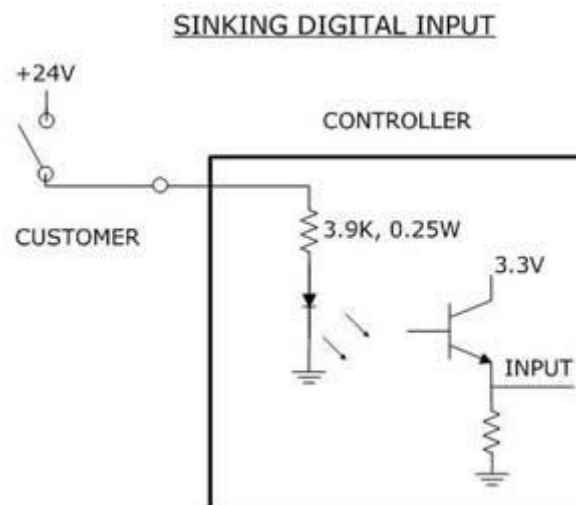 SINKING DIGITAL INPUT
+24V
CONTROLLER
CUSTOMER
3.9K, 0.25W
3.3V
INPUT